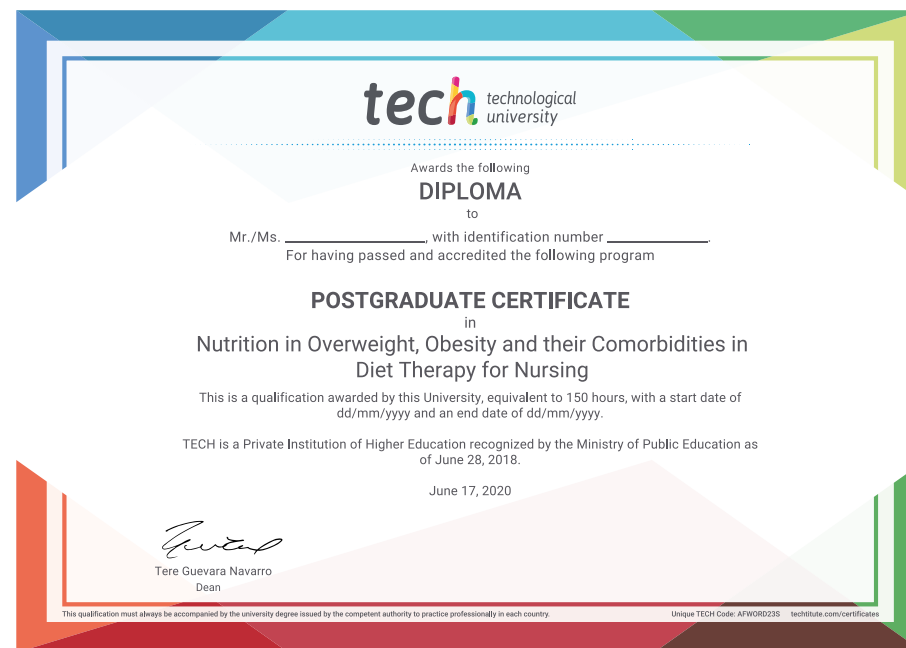 tech technological
university
Awards the following
DIPLOMA
to
Mr./Ms. ________________, with identification number ____________.
For having passed and accredited the following program
POSTGRADUATE CERTIFICATE
in
Nutrition in Overweight, Obesity and their Comorbidities in
Diet Therapy for Nursing
This is a qualification awarded by this University, equivalent to 150 hours, with a start date of
dd/mm/yyyy and an end date of dd/mm/yyyy.
TECH is a Private Institution of Higher Education recognized by the Ministry of Public Education as
of June 28, 2018.
June 17, 2020
Tere Guevara Navarro
Dean
This qualification must always be accompanied by the university degree issued by the competent authority to practice professionally in each country. Unique TECH Code: AFWORD23S techtitute.com/certificates